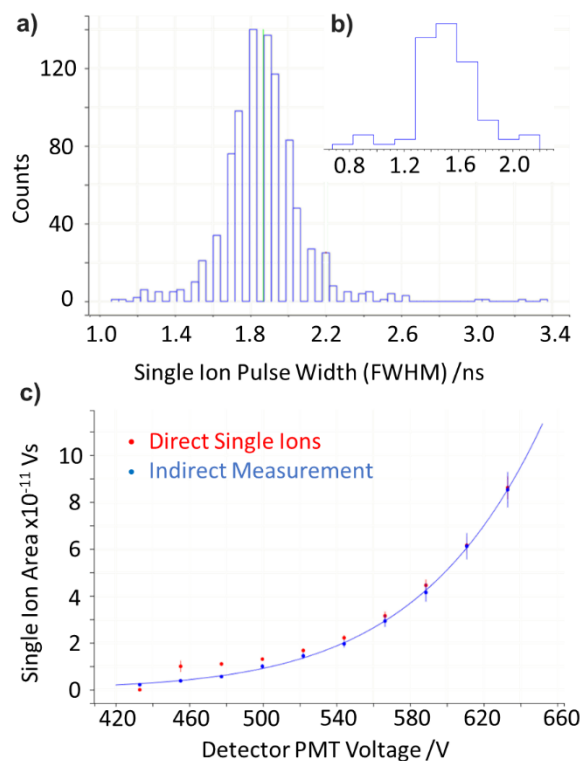 a)
b)
120
80
40
0
Counts
0.8 1.2 1.6 2.0
1.0 1.4 1.8 2.2 2.6 3.0 3.4
Single Ion Pulse Width (FWHM) /ns
c)
Direct Single Ions
Indirect Measurement
10
8
6
4
2
0
Single Ion Area x10⁻¹¹ Vs
420 460 500 540 580 620 660
Detector PMT Voltage /V